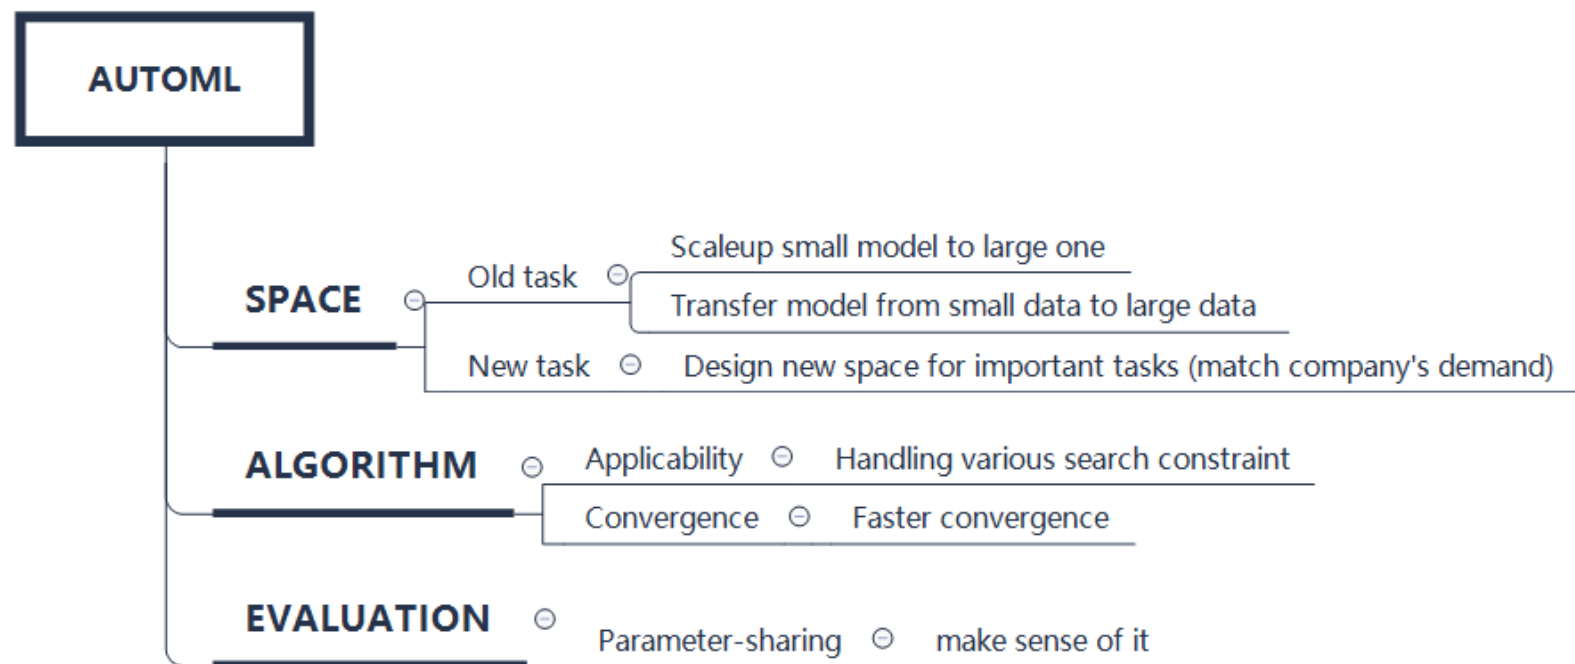 AUTOML
SPACE
Old task
Scaleup small model to large one
Transfer model from small data to large data
New task
Design new space for important tasks (match company's demand)
ALGORITHM
Applicability
Handling various search constraint
Convergence
Faster convergence
EVALUATION
Parameter-sharing
make sense of it